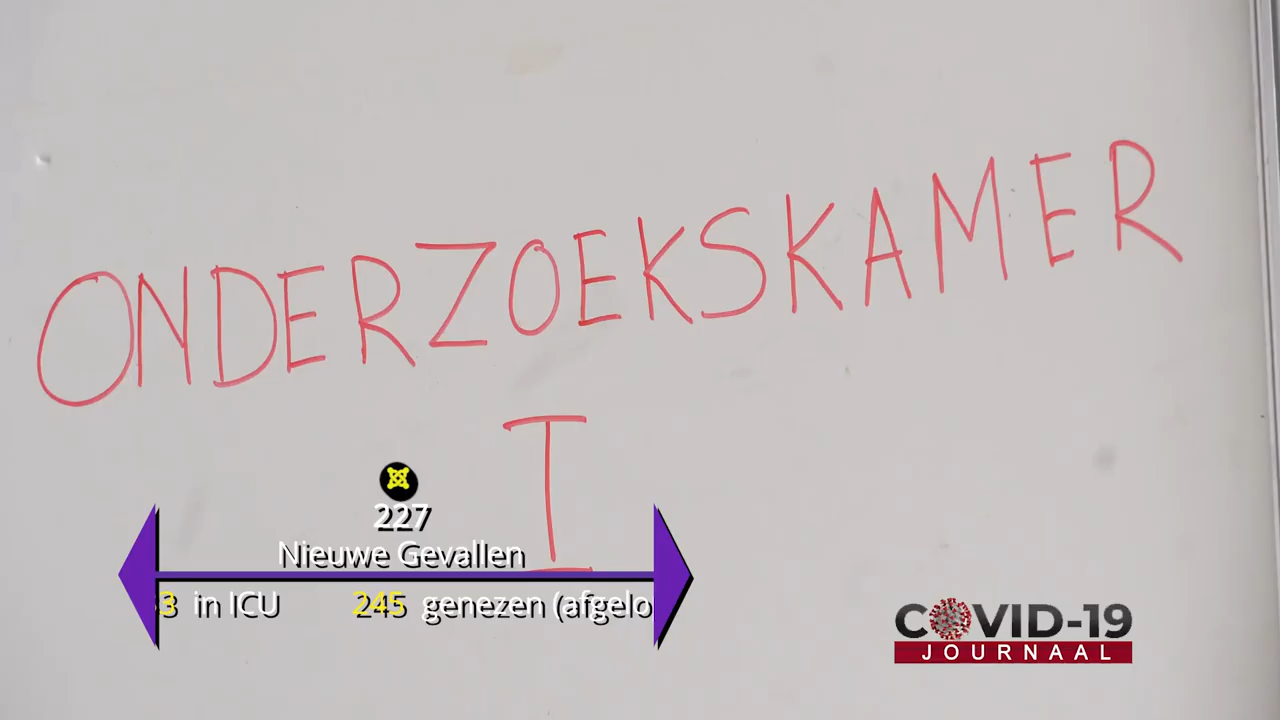 ONDERZOEKSKAMER
I
227
Nieuwe Gevallen
3 in ICU 245 genezen (afgelo
COVID-19
JOURNAAL